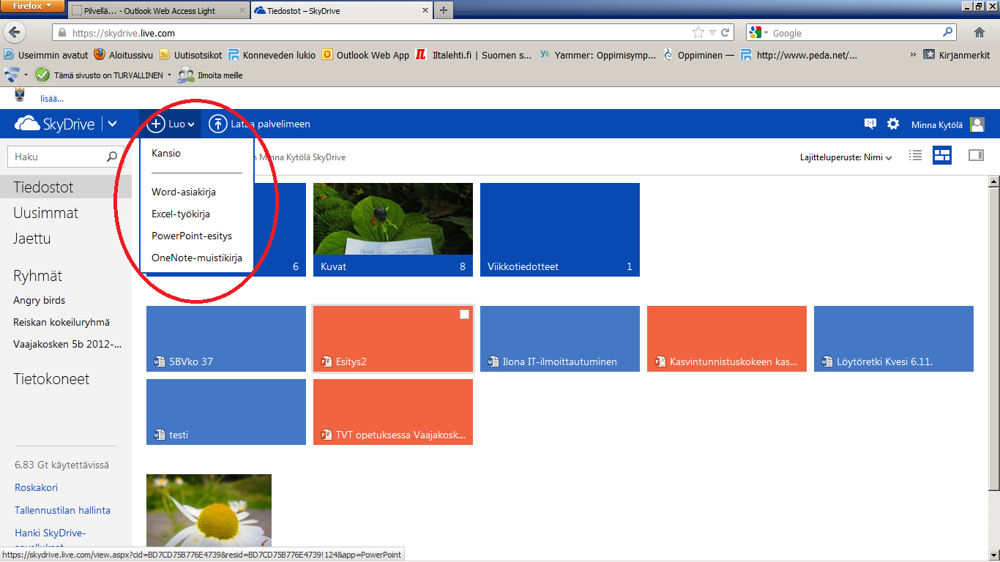 Firefox
Pilvellä... - Outlook Web Access Light
Tiedostot – SkyDrive
https://skydrive.live.com
Google
Useimmin avatut
Aloitussivu
Uutisotsikot
Konneveden lukio
Outlook Web App
Iltalehti.fi | Suomen s...
Yammer: Oppimisymp...
Oppiminen —
http://www.peda.net/...
»
Kirjanmerkit
Tämä sivusto on TURVALLINEN
Ilmoita meille
lisää...
SkyDrive
Luo
Lataa palvelimeen
Minna Kytölä
Haku
Kansio
Word-asiakirja
Excel-työkirja
PowerPoint-esitys
OneNote-muistikirja
n Minna Kytölä SkyDrive
Lajitteluperuste: Nimi
Tiedostot
Uusimmat
Jaettu
Ryhmät
Angry birds
Reiskan kokeiluryhmä
Vaajakosken 5b 2012-...
Tietokoneet
6,83 Gt käytettävissä
Roskakori
Tallennustilan hallinta
Hanki SkyDrive-
6
Kuvat 8
Viikkotiedotteet 1
5BVko 37
Esitys2
Ilona IT-ilmoittautuminen
Kasvintunnistuskokeen kas...
Löytöretki Kvesi 6.11.
testi
TVT opetuksessa Vaajakosk...
https://skydrive.live.com/view.aspx?cid=BD7CD75B776E4739&resid=BD7CD75B776E4739!124&app=PowerPoint